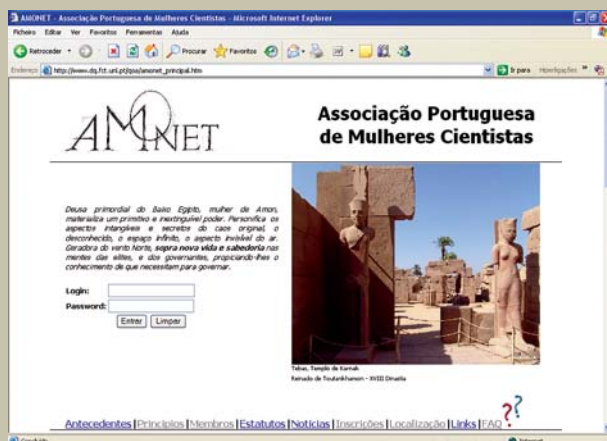 AMONET - Associação Portuguesa de Mulheres Cientistas - Microsoft Internet Explorer
Ficheiro Editar Ver Favoritos Ferramentas Ajuda
Retroceder Procurar Favoritos
Endereço http://www.dq.fct.unl.pt/qoa/amonet_principal.htm Ir para Hiperligações »
AMONET
Associação Portuguesa
de Mulheres Cientistas
Deusa primordial do Baixo Egipto, mulher de Amon,
materializa um primitivo e inextinguível poder. Personifica os
aspectos intangíveis e secretos do caos original, o
desconhecido, o espaço infinito, o aspecto invisível do ar.
Geradora do vento Norte, sopra nova vida e sabedoria nas
mentes das elites, e dos governantes, propiciando-lhes o
conhecimento de que necessitam para governar.
Login:
Password:
Entrar Limpar
Tebas, Templo de Karnak.
Reinado de Toutankhamon - XVIII Dinastia
Antecedentes |Princípios |Membros |Estatutos |Notícias |Inscrições |Localização |Links |FAQ ??
Concluído Internet